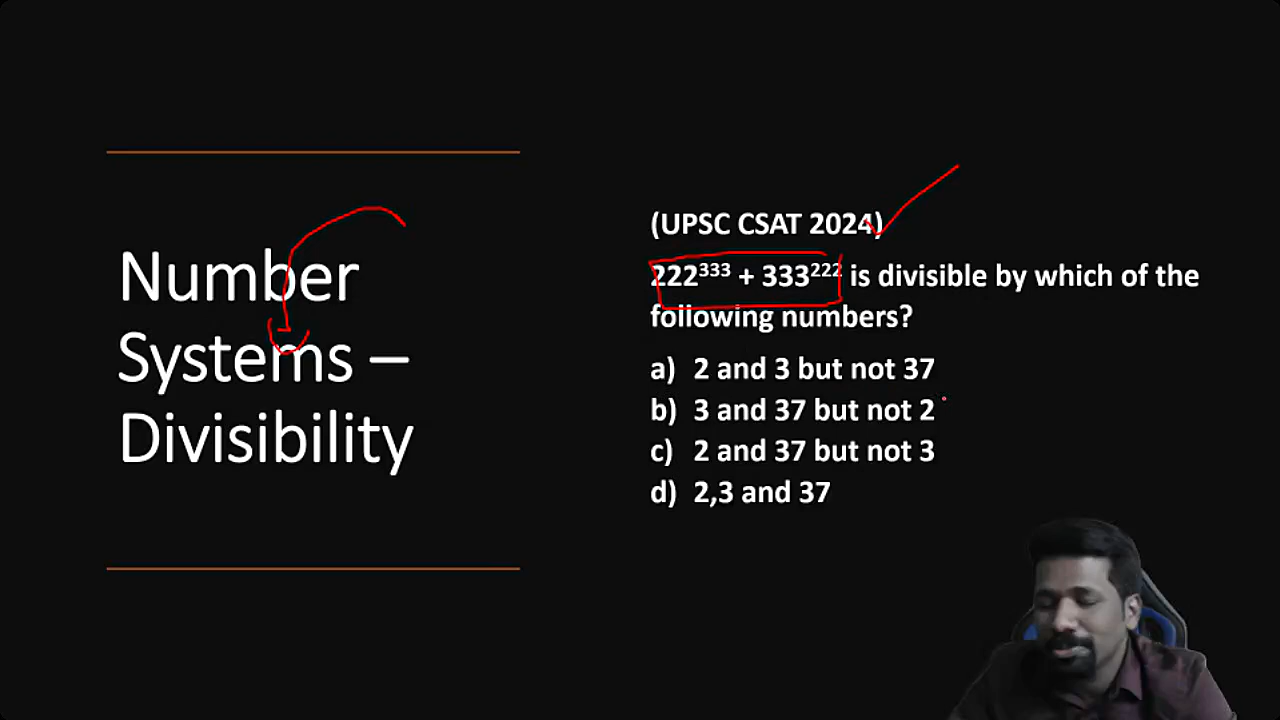 Number
Systems –
Divisibility
(UPSC CSAT 2024)
222³³³ + 333²²² is divisible by which of the
following numbers?
a) 2 and 3 but not 37
b) 3 and 37 but not 2
c) 2 and 37 but not 3
d) 2,3 and 37